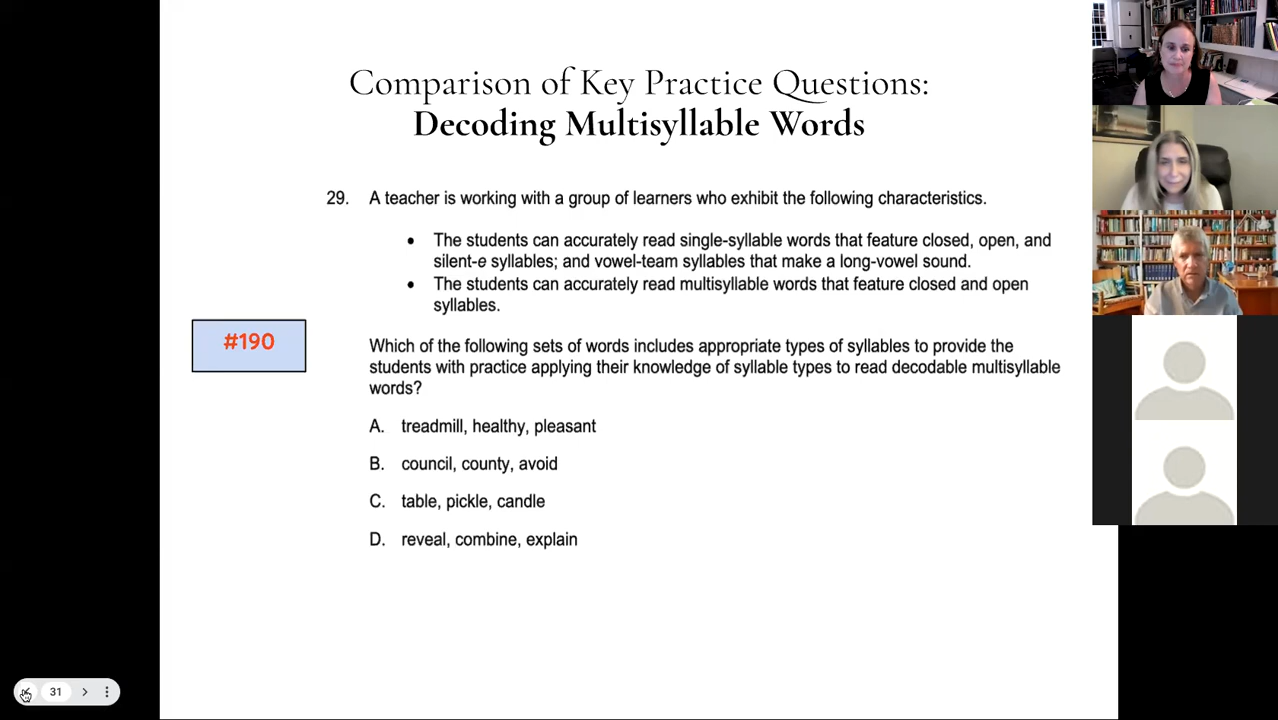 Comparison of Key Practice Questions:
Decoding Multisyllable Words
29. A teacher is working with a group of learners who exhibit the following characteristics.
• The students can accurately read single-syllable words that feature closed, open, and
silent-e syllables; and vowel-team syllables that make a long-vowel sound.
• The students can accurately read multisyllable words that feature closed and open
syllables.
#190
Which of the following sets of words includes appropriate types of syllables to provide the
students with practice applying their knowledge of syllable types to read decodable multisyllable
words?
A. treadmill, healthy, pleasant
B. council, county, avoid
C. table, pickle, candle
D. reveal, combine, explain
31